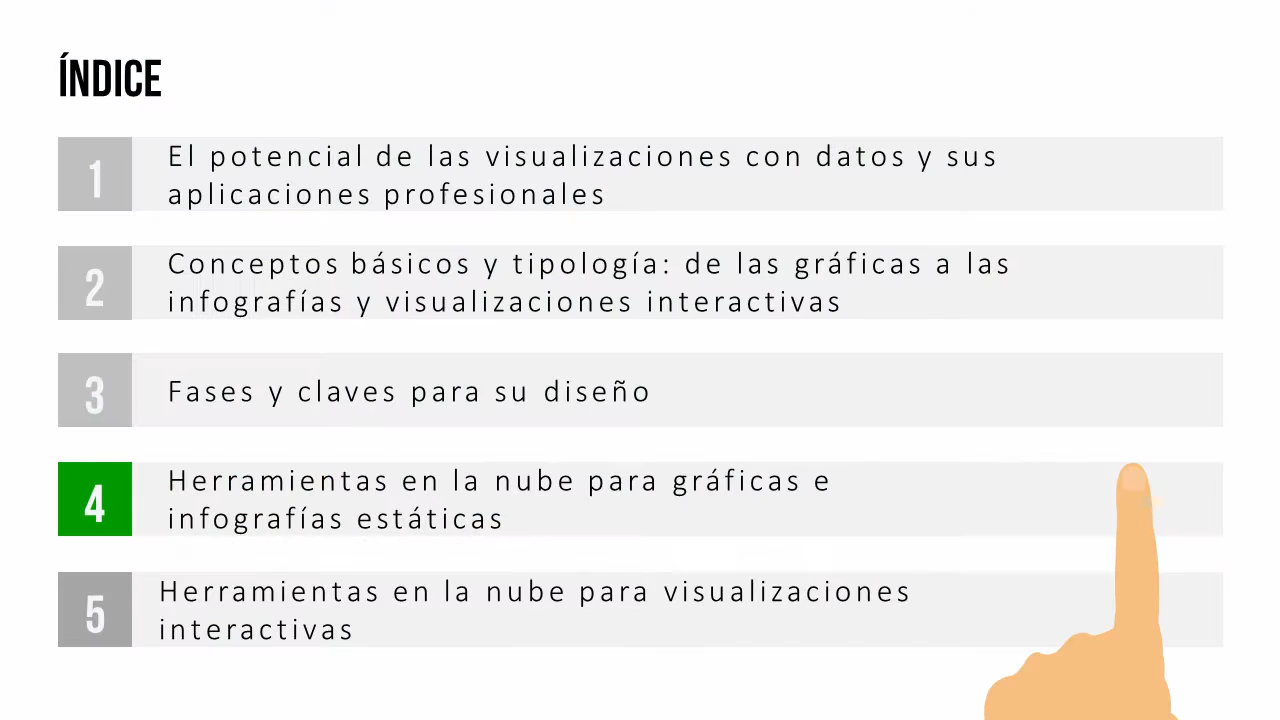 ÍNDICE
1
El potencial de las visualizaciones con datos y sus
aplicaciones profesionales
2
Conceptos básicos y tipología: de las gráficas a las
infografías y visualizaciones interactivas
3
Fases y claves para su diseño
4
Herramientas en la nube para gráficas e
infografías estáticas
5
Herramientas en la nube para visualizaciones
interactivas